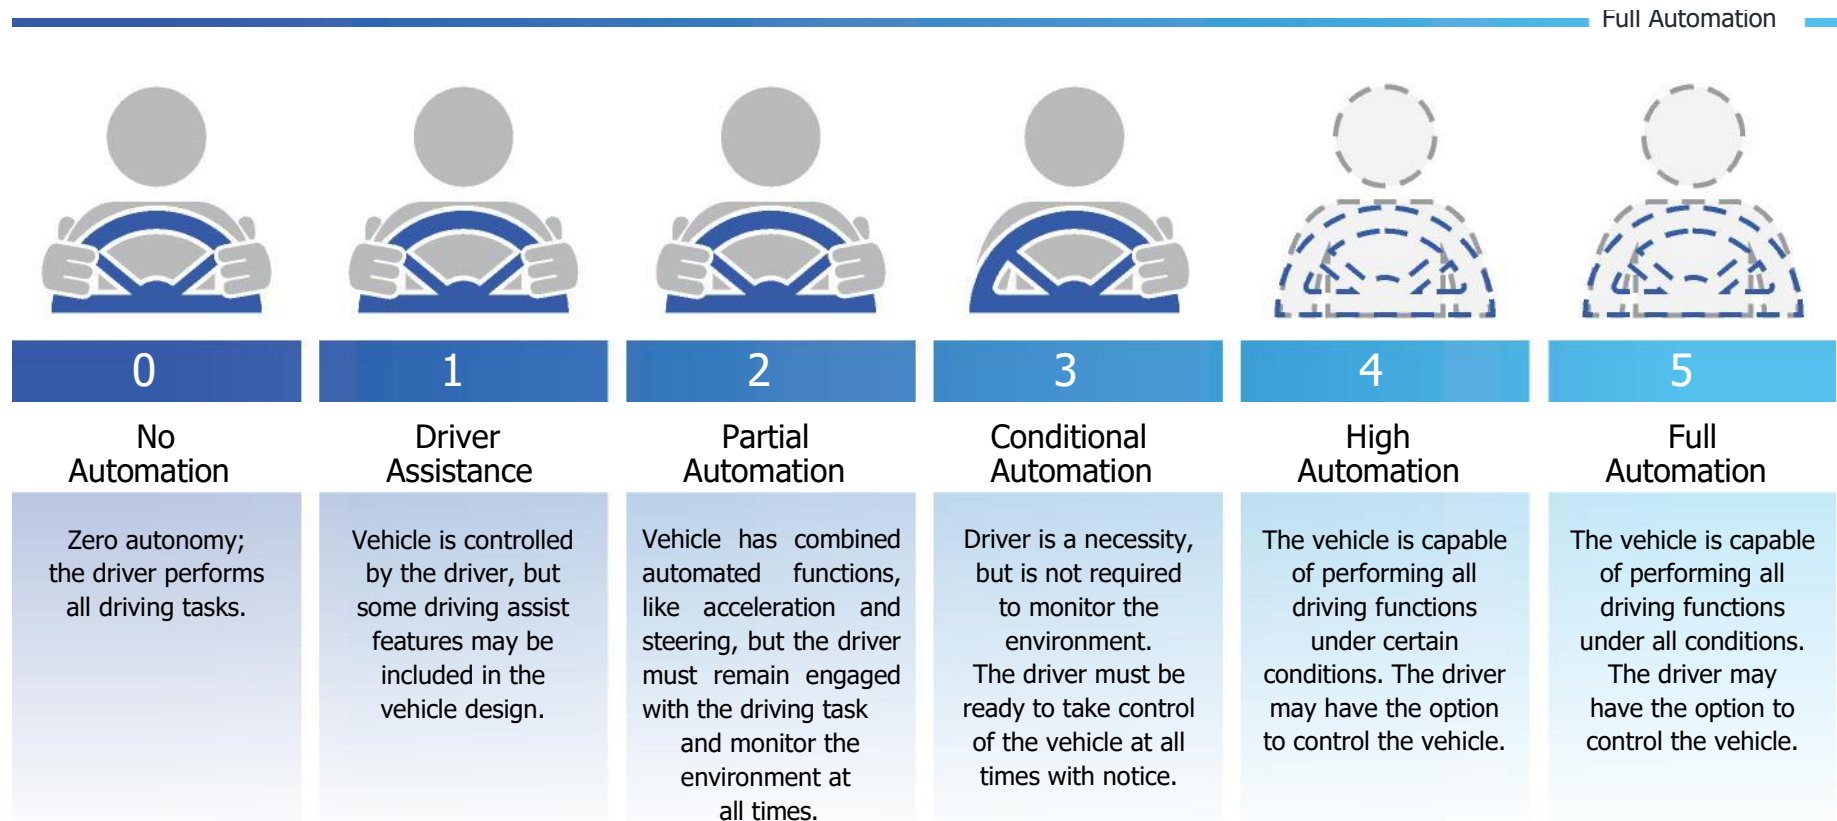 Full Automation
0
No
Automation
Zero autonomy;
the driver performs
all driving tasks.
1
Driver
Assistance
Vehicle is controlled
by the driver, but
some driving assist
features may be
included in the
vehicle design.
2
Partial
Automation
Vehicle has combined
automated functions,
like acceleration and
steering, but the driver
must remain engaged
with the driving task
and monitor the
environment at
all times.
3
Conditional
Automation
Driver is a necessity,
but is not required
to monitor the
environment.
The driver must be
ready to take control
of the vehicle at all
times with notice.
4
High
Automation
The vehicle is capable
of performing all
driving functions
under certain
conditions. The driver
may have the option
to control the vehicle.
5
Full
Automation
The vehicle is capable
of performing all
driving functions
under all conditions.
The driver may
have the option to
control the vehicle.